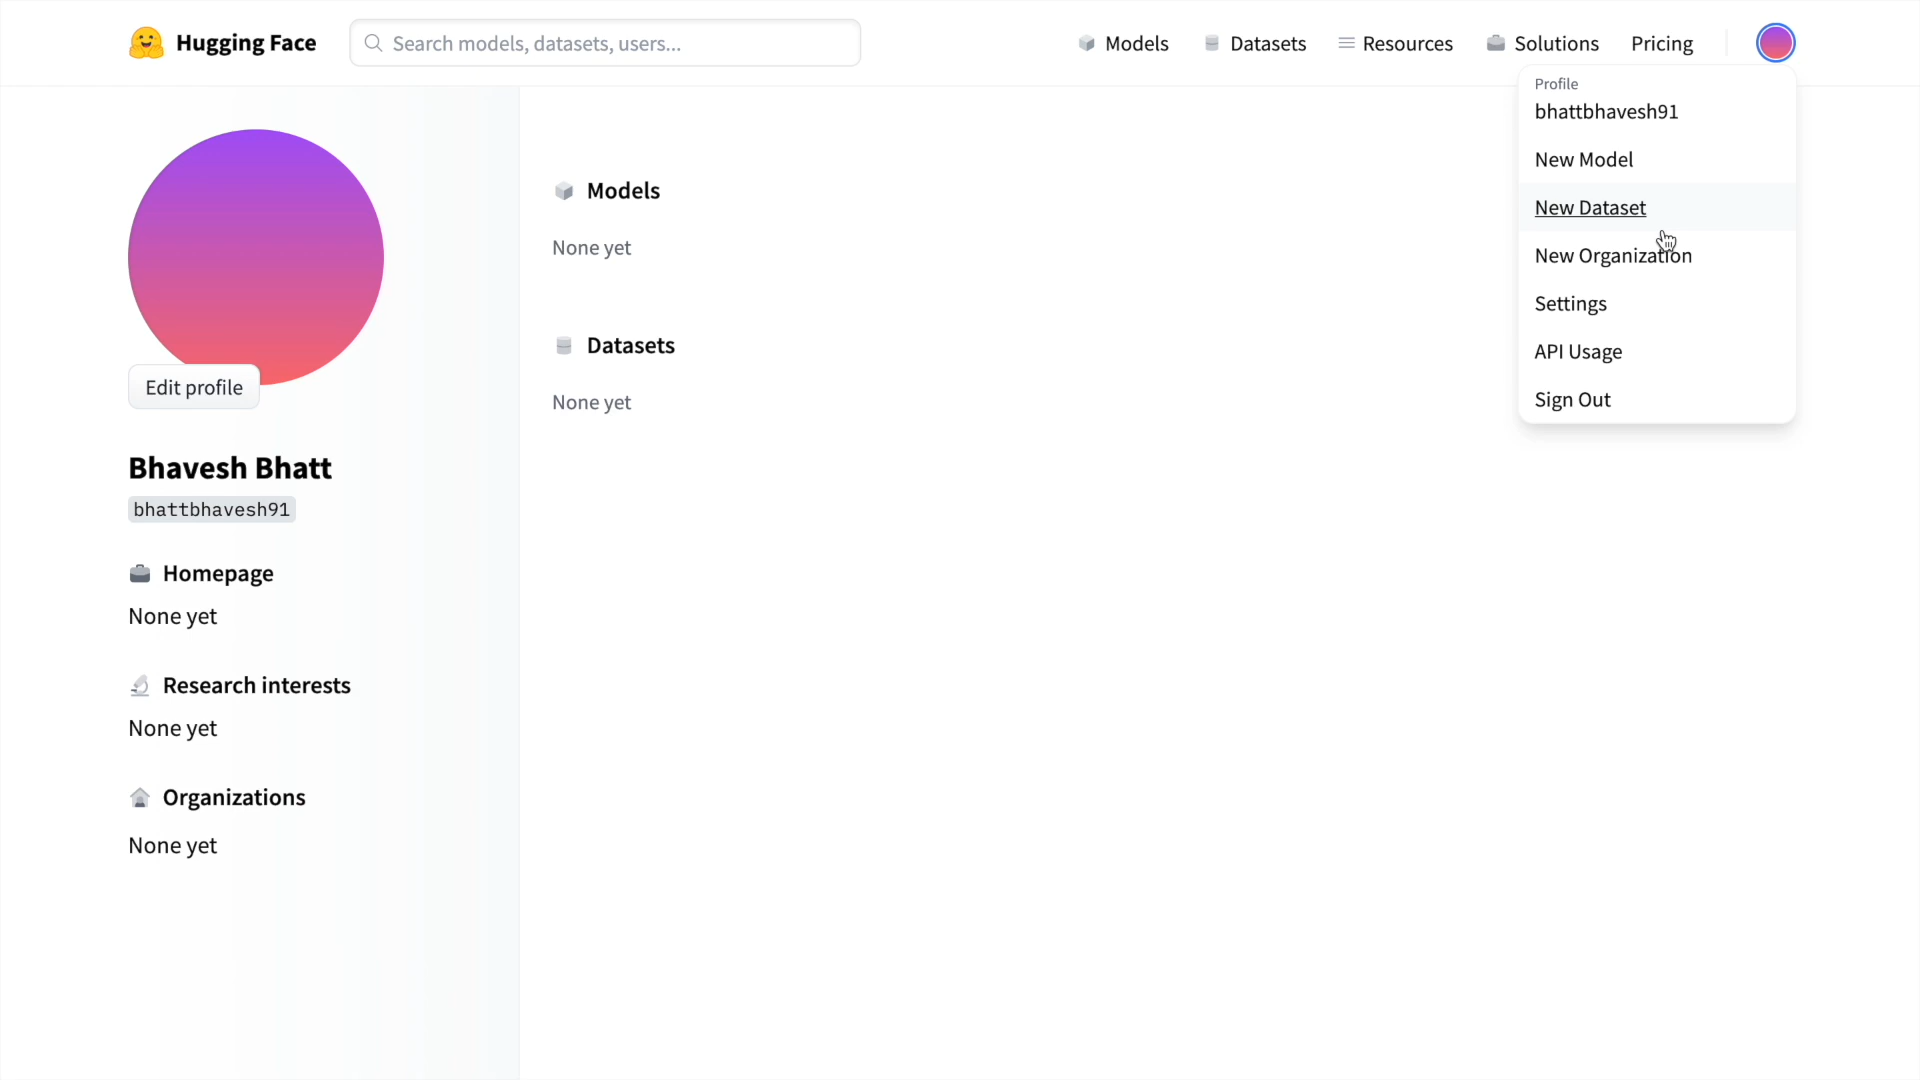 Hugging Face
Search models, datasets, users...
Models
Datasets
Resources
Solutions
Pricing
Profile
bhattbhavesh91
New Model
New Dataset
New Organization
Settings
API Usage
Sign Out
Edit profile
Bhavesh Bhatt
bhattbhavesh91
Homepage
None yet
Research interests
None yet
Organizations
None yet
Models
None yet
Datasets
None yet